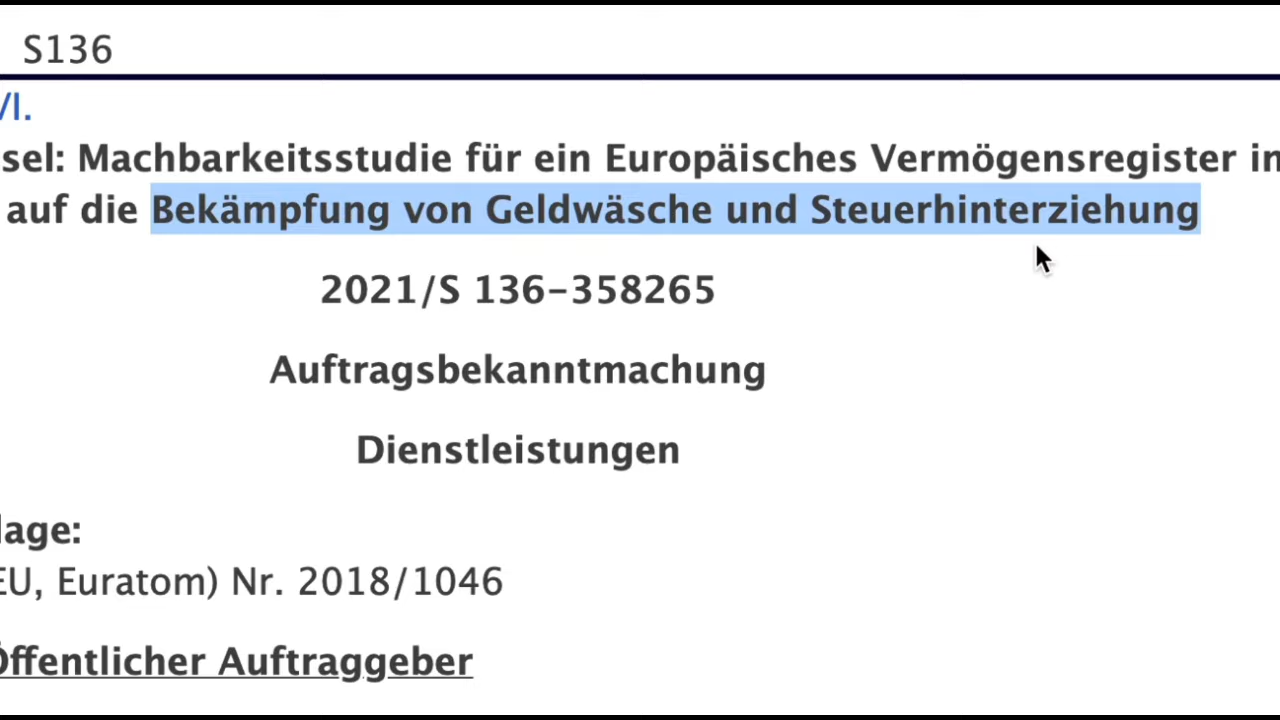 S136
VI.
sel: Machbarkeitsstudie für ein Europäisches Vermögensregister in
auf die Bekämpfung von Geldwäsche und Steuerhinterziehung
2021/S 136-358265
Auftragsbekanntmachung
Dienstleistungen
lage:
EU, Euratom) Nr. 2018/1046
Öffentlicher Auftraggeber